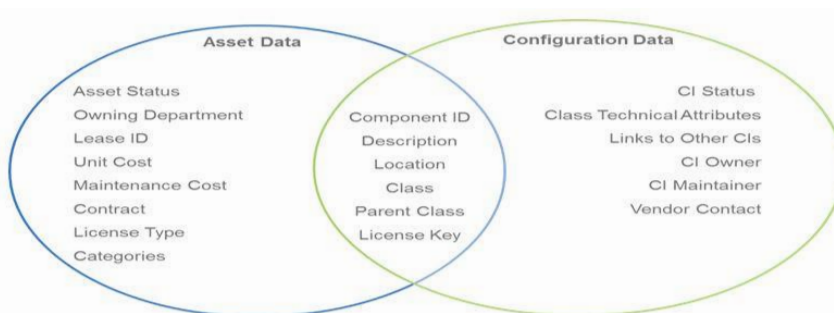 Asset Data
Asset Status
Owning Department
Lease ID
Unit Cost
Maintenance Cost
Contract
License Type
Categories
Component ID
Description
Location
Class
Parent Class
License Key
Configuration Data
CI Status
Class Technical Attributes
Links to Other CIs
CI Owner
CI Maintainer
Vendor Contact